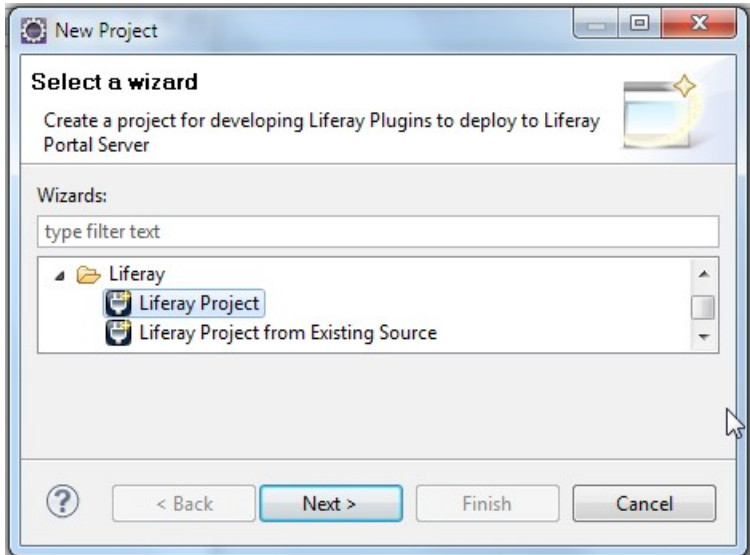 New Project
Select a wizard
Create a project for developing Liferay Plugins to deploy to Liferay
Portal Server
Wizards:
type filter text
Liferay
Liferay Project
Liferay Project from Existing Source
?
< Back
Next >
Finish
Cancel